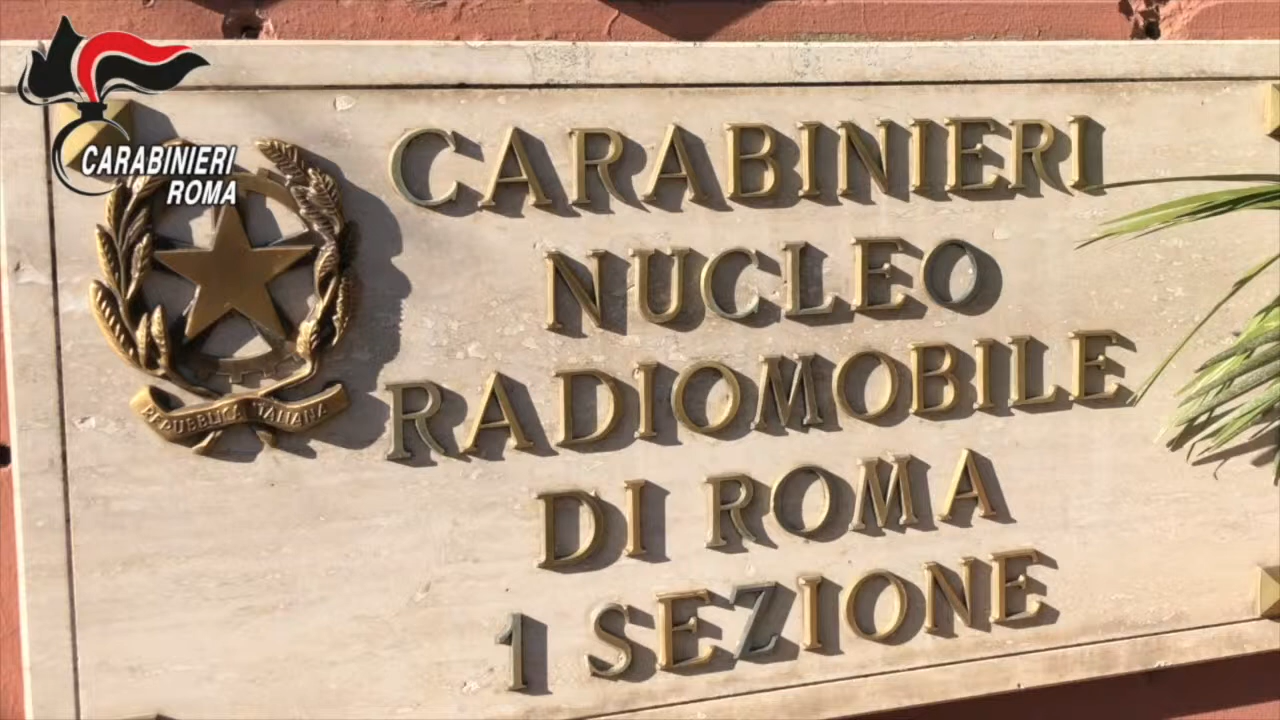 CARABINIERI
ROMA
CARABINIERI
NUCLEO
RADIOMOBILE
DI ROMA
1 SEZIONE
REPUBBLICA ITALIANA